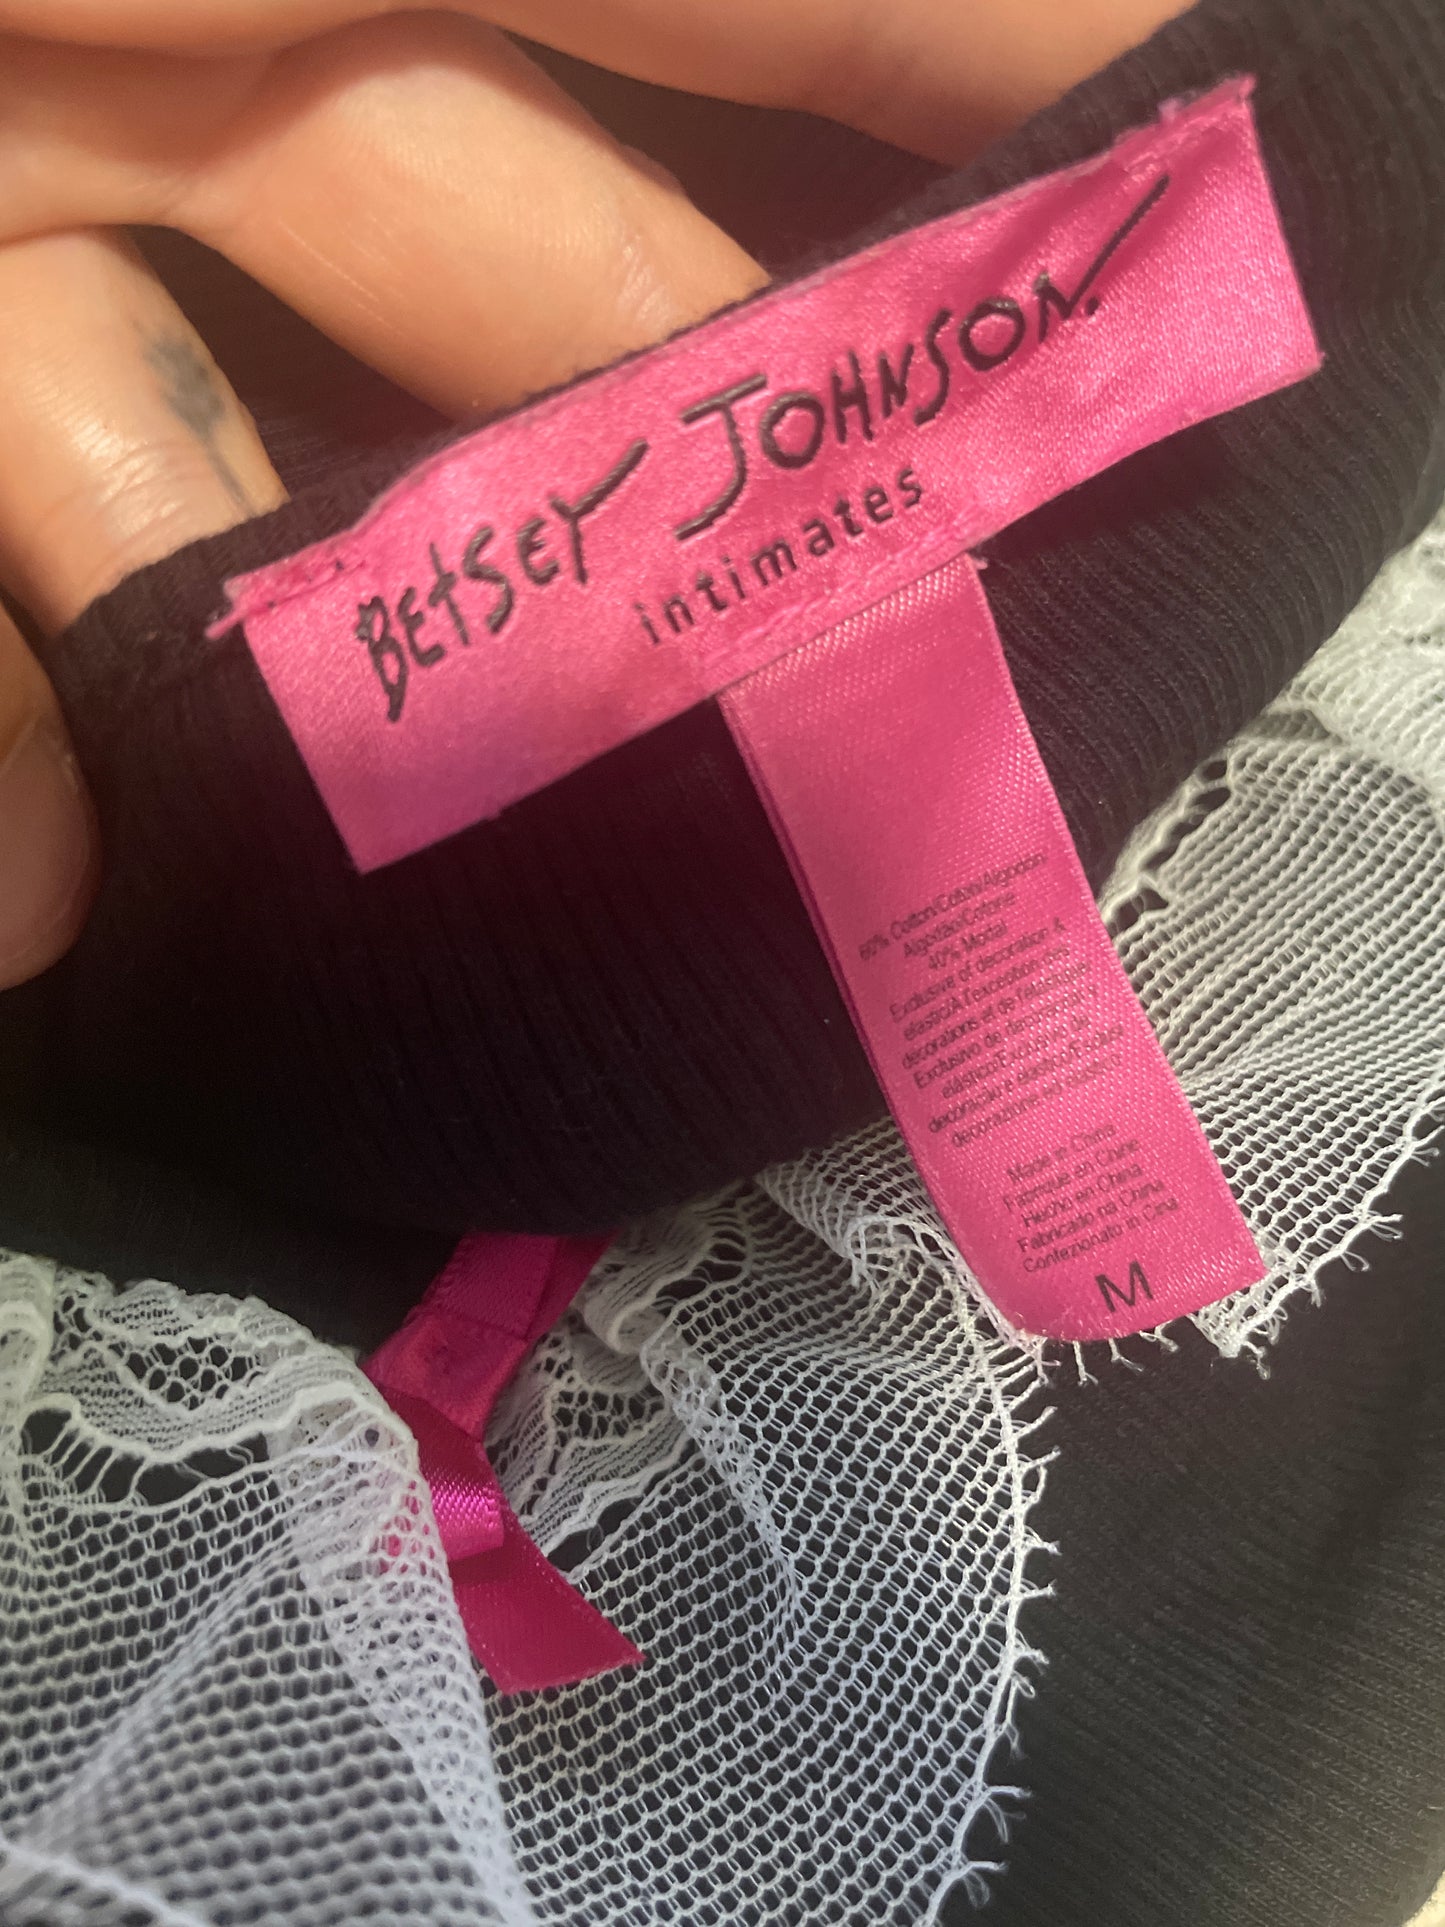 BETSEY JOHNSON.
intimates
60% Cotton/Coton/Algodón/
Algodão/Cotone
40% Modal
Exclusive of decoration &
elastic/A l'exception des
decorations et de l'élastique/
Exclusivo de decoración y
elástico/Exclusivo de
decoração e elástico/Esclusi
decorazione ed elastico
Made in China
Fabriqué en Chine
Hecho en China
Fabricado na China
Confezionato in Cina
M